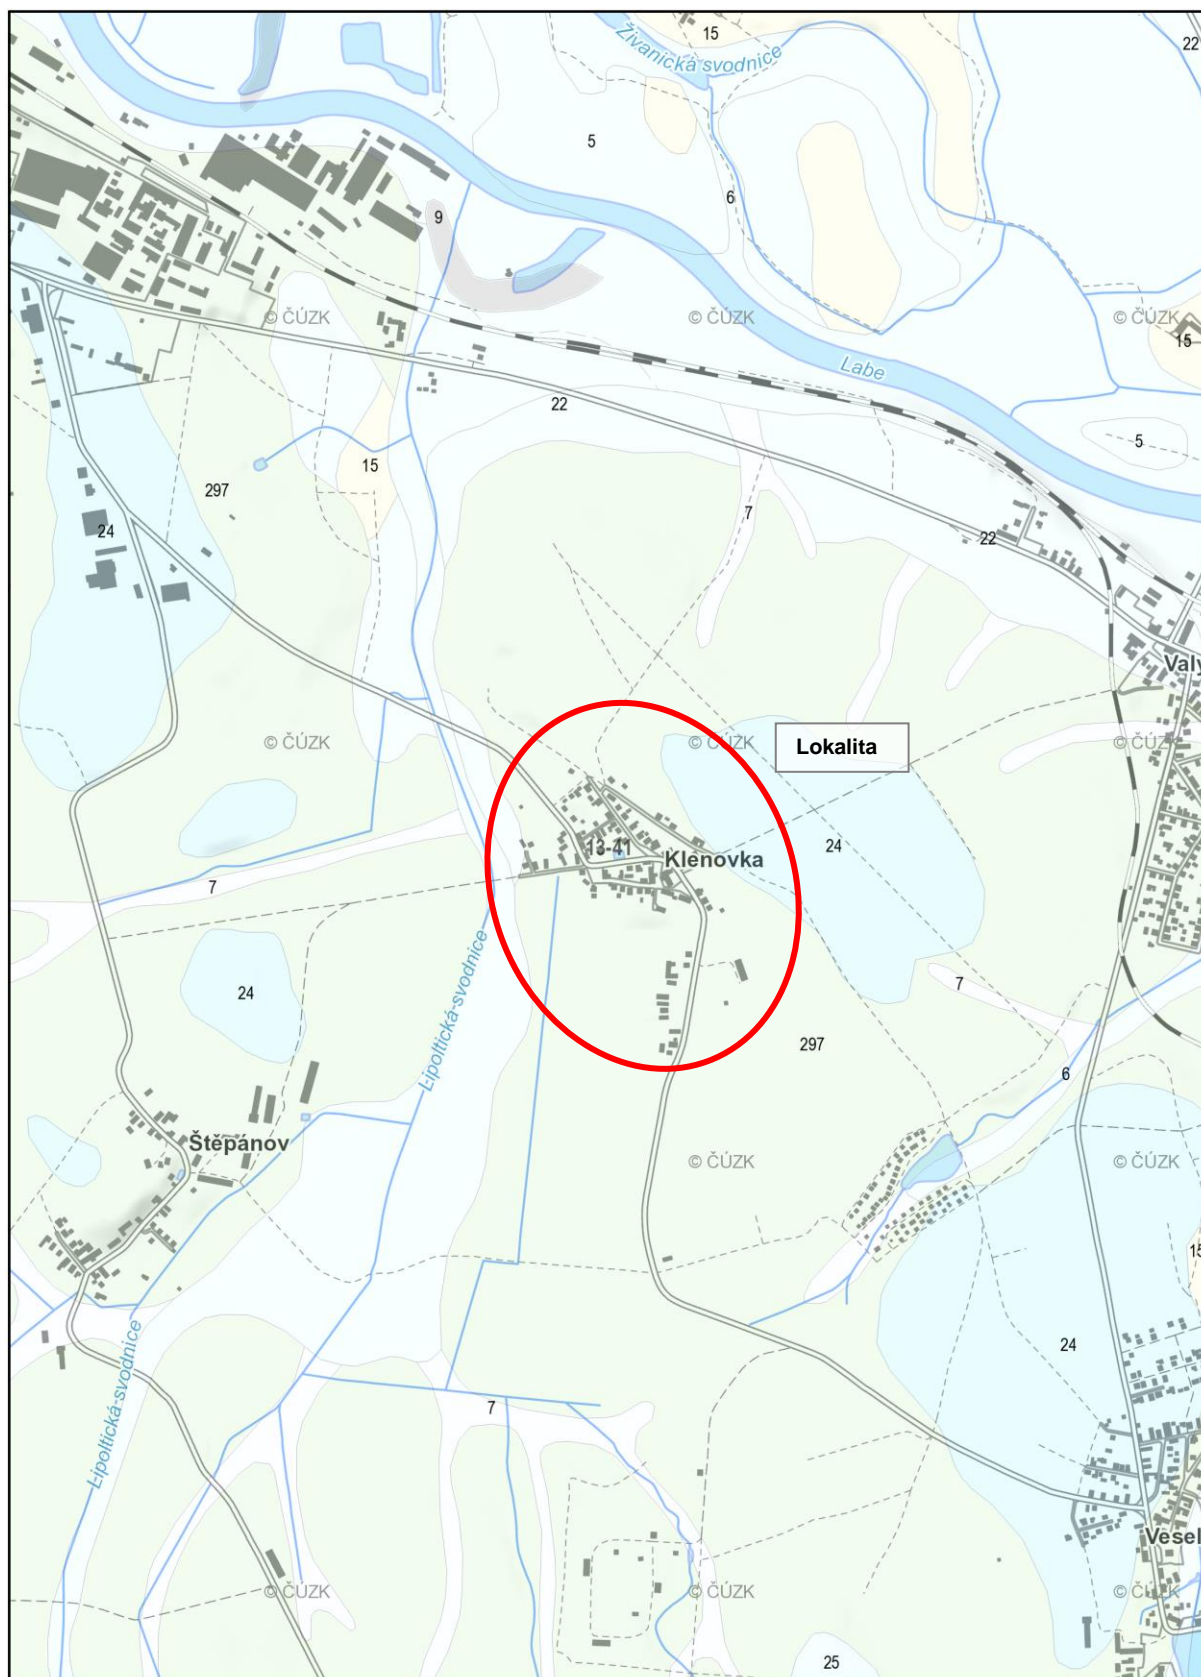 15
22
Živanická svodnice
5
6
9
© ČÚZK
© ČÚZK
© ČÚZK
15
Labe
22
5
15
297
7
24
22
Valy
© ČÚZK
© ČÚZK
Lokalita
© ČÚZK
13-41
Klenovka
24
7
Lipoltická svodnice
24
7
297
6
Štěpánov
© ČÚZK
© ČÚZK
15
24
Lipoltická svodnice
7
Vesel
© ČÚZK
© ČÚZK
© ČÚZK
25